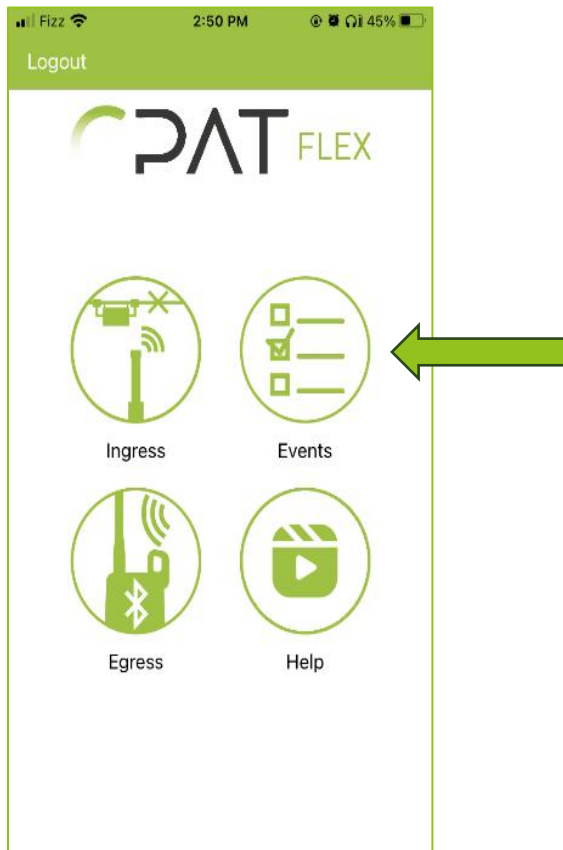 Fizz 2:50 PM 45%
Logout
PAT FLEX
Ingress Events
Egress Help